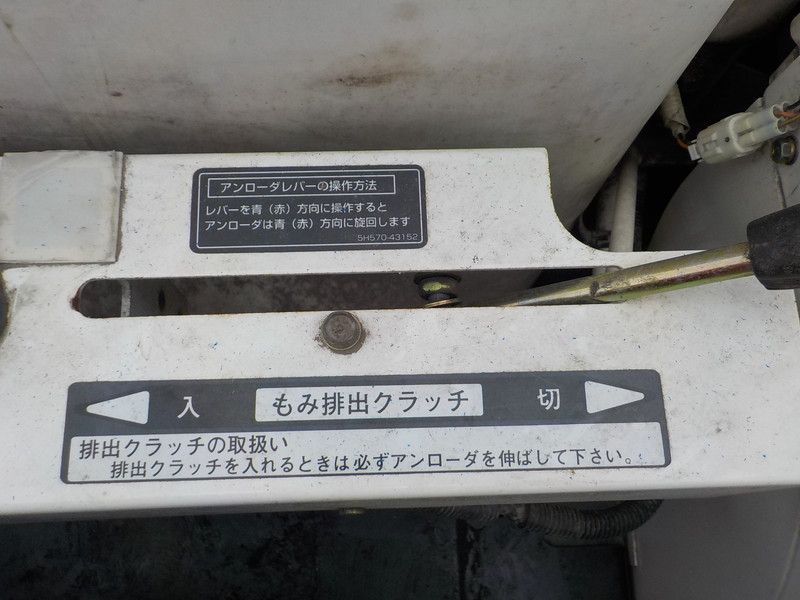 アンローダレバーの操作方法
レバーを青（赤）方向に操作すると
アンローダは青（赤）方向に旋回します
5H570-43152
入 もみ排出クラッチ 切
排出クラッチの取扱い
排出クラッチを入れるときは必ずアンローダを伸ばして下さい。